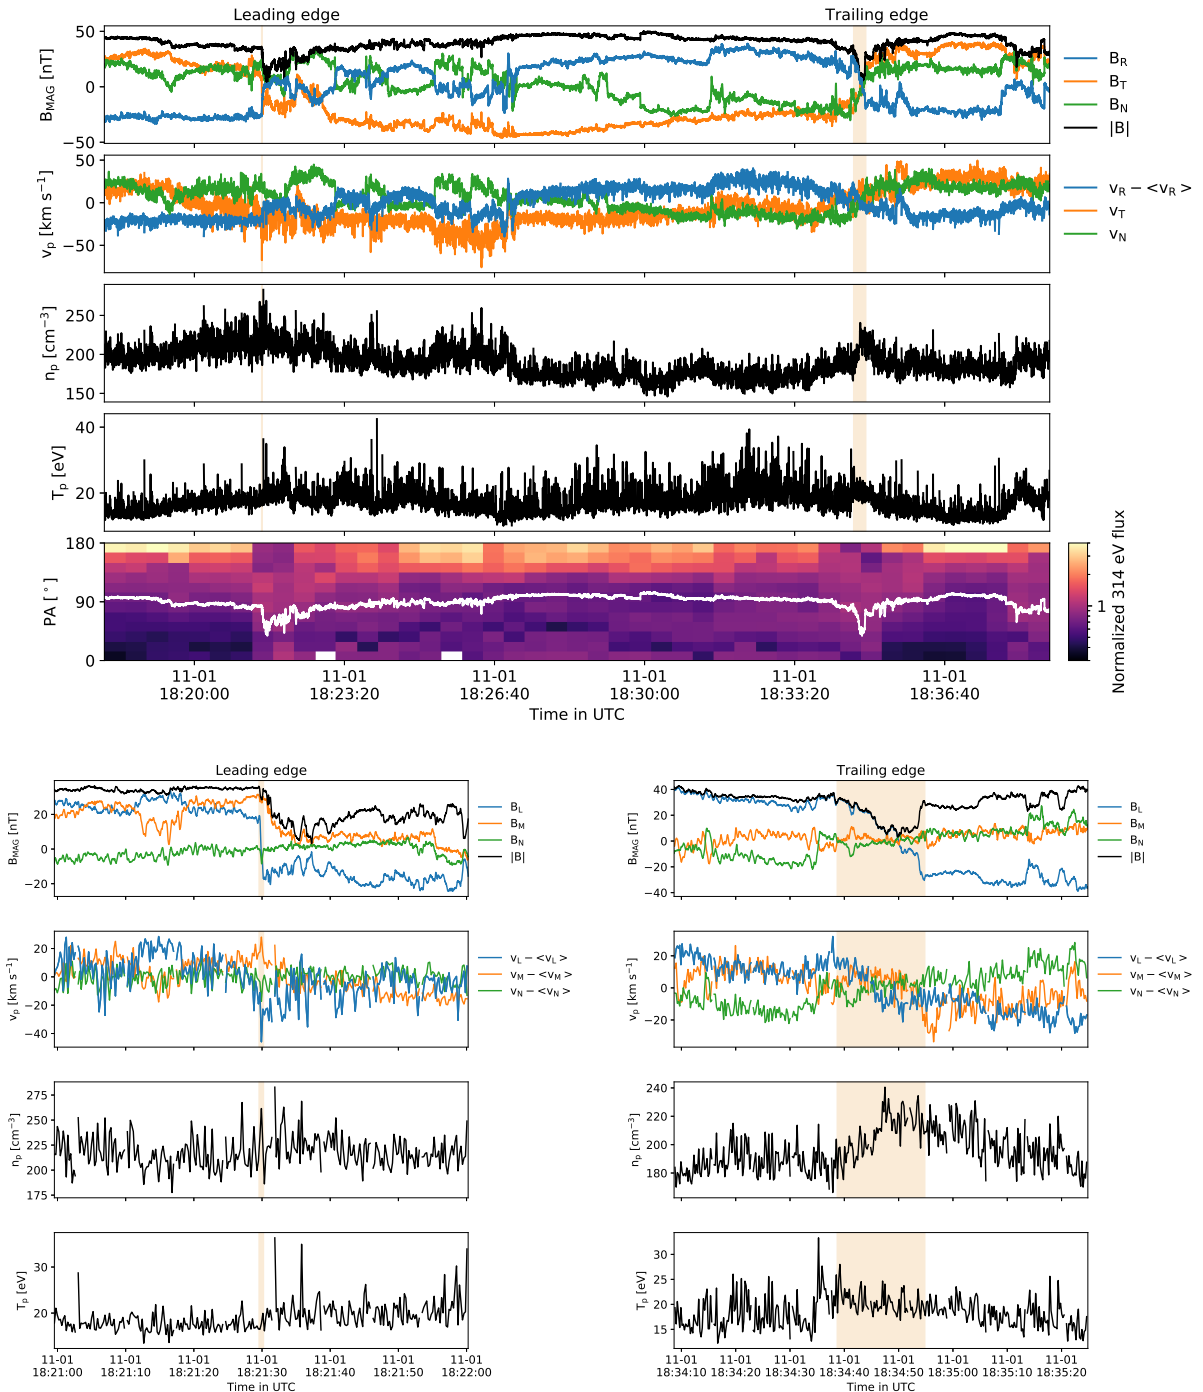 Leading edge
Trailing edge
B_MAG [nT]
50
0
−50
B_R
B_T
B_N
|B|
v_p [km s⁻¹]
50
0
−50
v_R − <v_R>
v_T
v_N
n_p [cm⁻³]
250
200
150
T_p [eV]
40
20
PA [°]
180
90
0
1
Normalized 314 eV flux
11-01 11-01 11-01 11-01 11-01 11-01
18:20:00 18:23:20 18:26:40 18:30:00 18:33:20 18:36:40
Time in UTC
Leading edge
B_MAG [nT]
20
0
−20
B_L
B_M
B_N
|B|
v_p [km s⁻¹]
20
0
−20
−40
v_L − <v_L>
v_M − <v_M>
v_N − <v_N>
n_p [cm⁻³]
275
250
225
200
175
T_p [eV]
30
20
11-01 11-01 11-01 11-01 11-01 11-01 11-01
18:21:00 18:21:10 18:21:20 18:21:30 18:21:40 18:21:50 18:22:00
Time in UTC
Trailing edge
B_MAG [nT]
40
20
0
−20
−40
B_L
B_M
B_N
|B|
v_p [km s⁻¹]
20
0
−20
v_L − <v_L>
v_M − <v_M>
v_N − <v_N>
n_p [cm⁻³]
240
220
200
180
T_p [eV]
30
25
20
15
11-01 11-01 11-01 11-01 11-01 11-01 11-01 11-01
18:34:10 18:34:20 18:34:30 18:34:40 18:34:50 18:35:00 18:35:10 18:35:20
Time in UTC